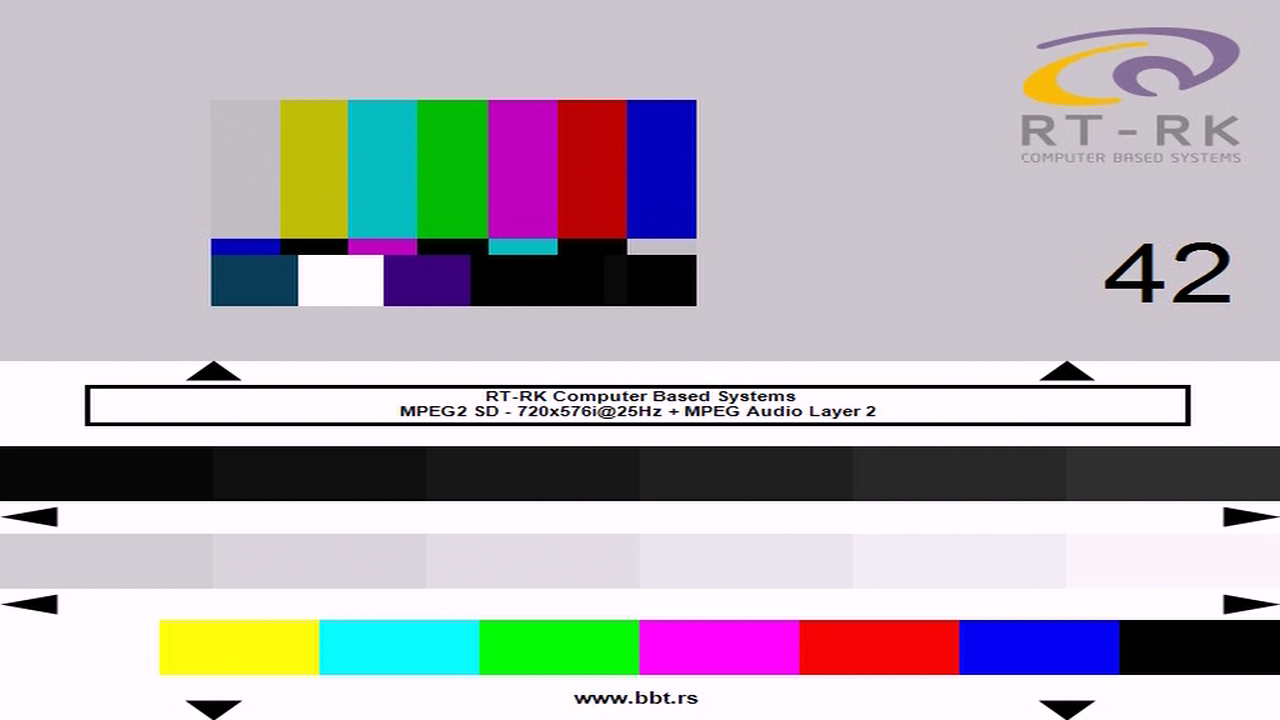 RT-RK
COMPUTER BASED SYSTEMS
42
RT-RK Computer Based Systems
MPEG2 SD - 720x576i@25Hz + MPEG Audio Layer 2
www.bbt.rs